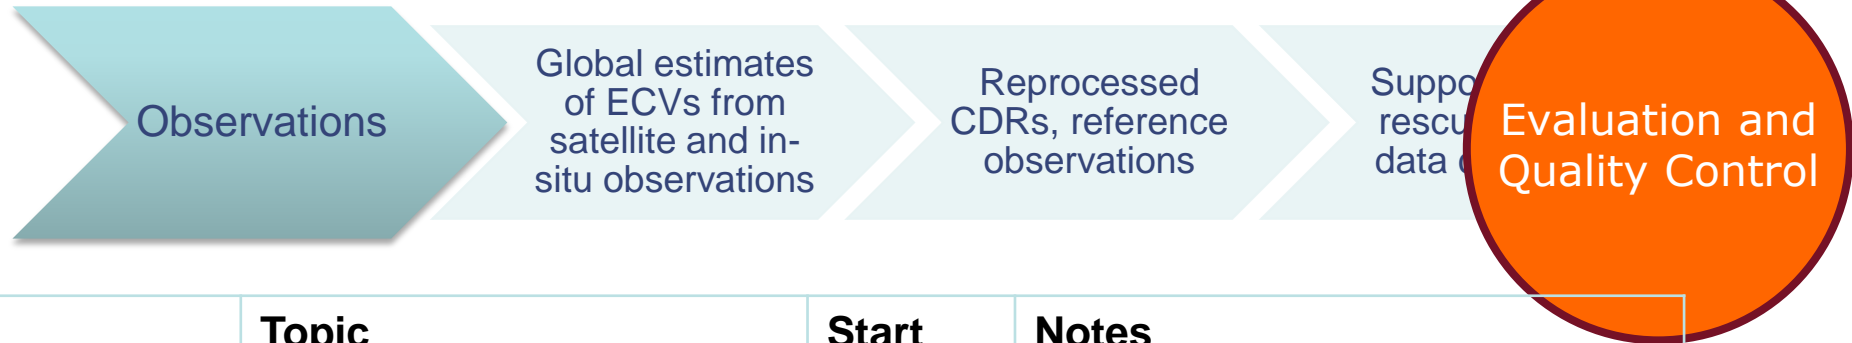 Observations
Global estimates
of ECVs from
satellite and in-
situ observations
Reprocessed
CDRs, reference
observations
data
Evaluation and
Quality Control
Topic
Start
Notes